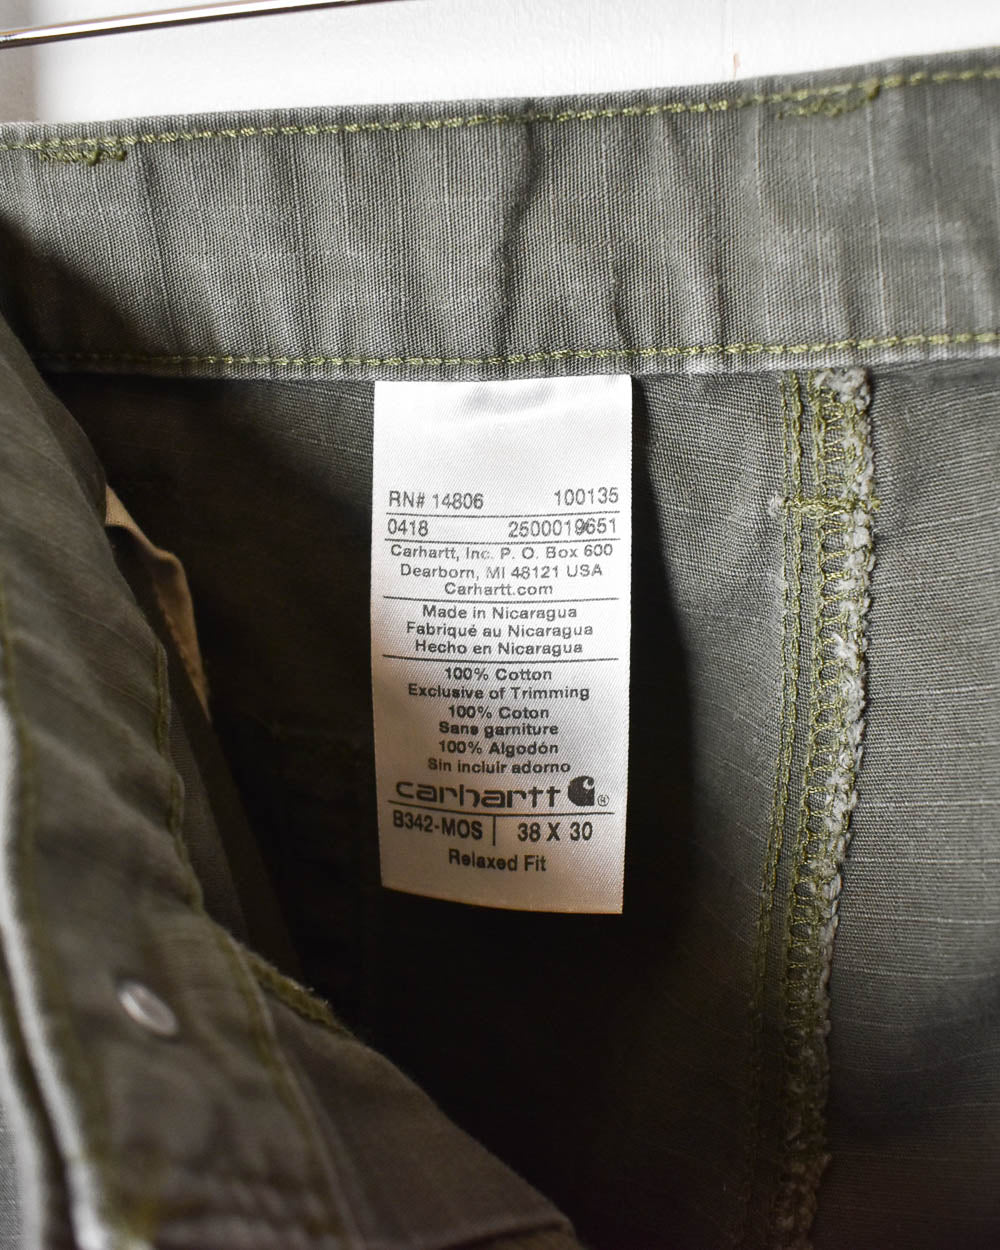 RN# 14806 100135
0418 2500019651
Carhartt, Inc. P. O. Box 600
Dearborn, MI 48121 USA
Carhartt.com
Made in Nicaragua
Fabriqué au Nicaragua
Hecho en Nicaragua
100% Cotton
Exclusive of Trimming
100% Coton
Sans garniture
100% Algodón
Sin incluir adorno
carhartt ®
B342-MOS | 38 X 30
Relaxed Fit